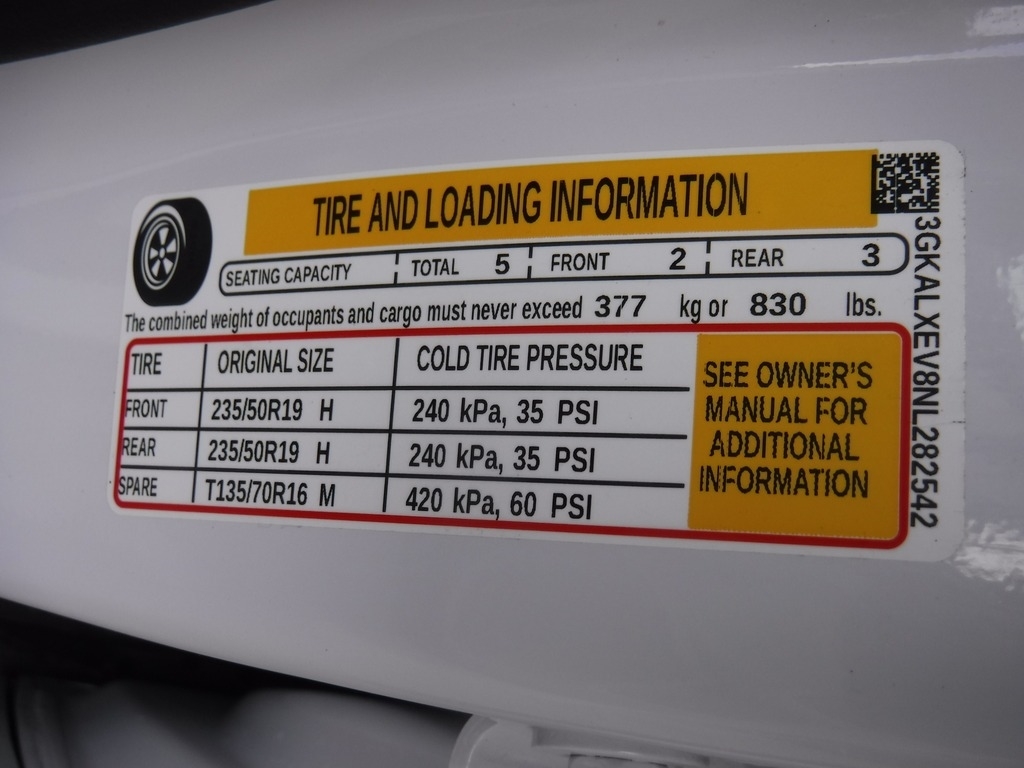 TIRE AND LOADING INFORMATION
SEATING CAPACITY TOTAL 5 FRONT 2 REAR 3
The combined weight of occupants and cargo must never exceed 377 kg or 830 lbs.
TIRE ORIGINAL SIZE COLD TIRE PRESSURE
FRONT 235/50R19 H 240 kPa, 35 PSI
REAR 235/50R19 H 240 kPa, 35 PSI
SPARE T135/70R16 M 420 kPa, 60 PSI
SEE OWNER'S
MANUAL FOR
ADDITIONAL
INFORMATION
3GKALXEV8NL282542